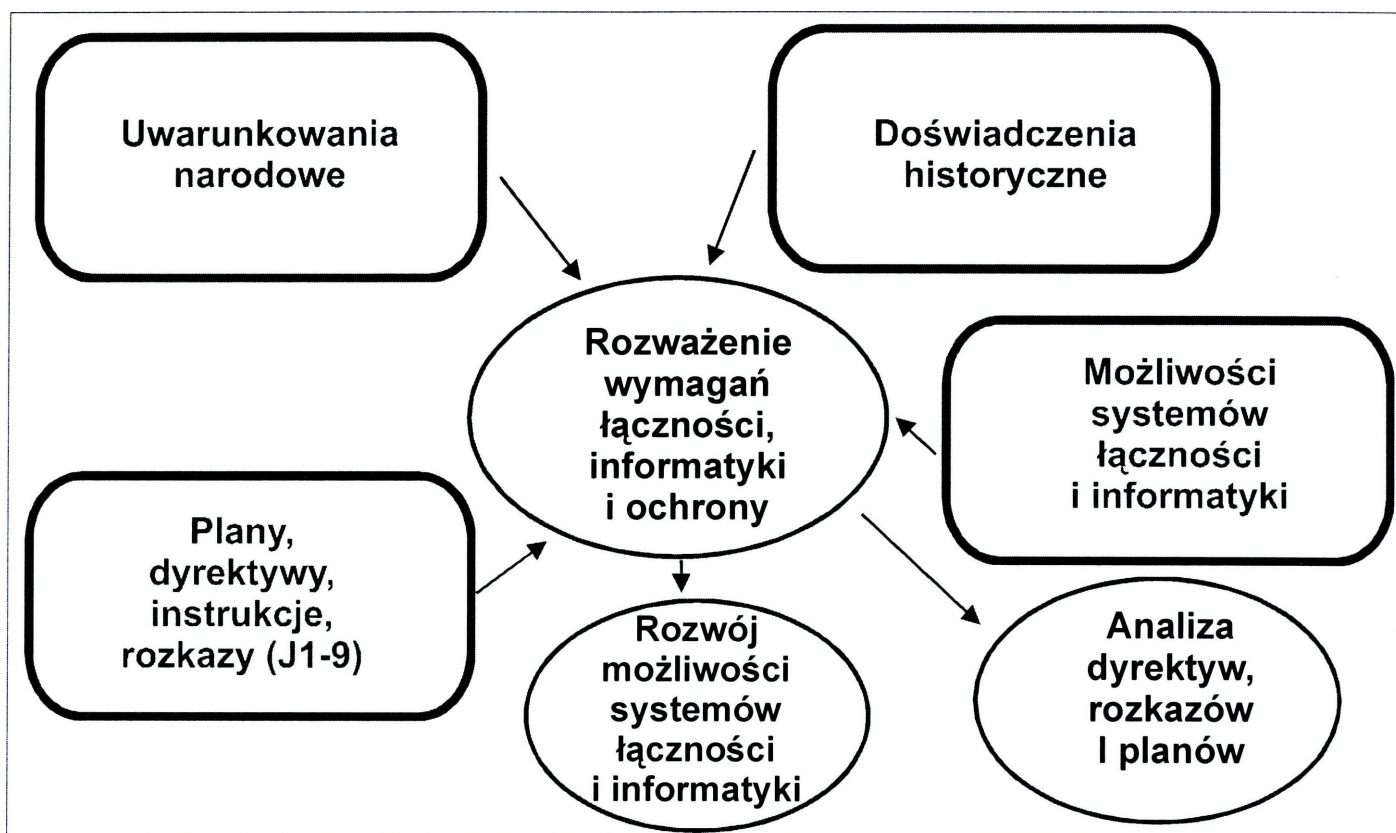 Uwarunkowania
narodowe
Doświadczenia
historyczne
Rozważenie
wymagań
łączności,
informatyki
i ochrony
Możliwości
systemów
łączności
i informatyki
Plany,
dyrektywy,
instrukcje,
rozkazy (J1-9)
Rozwój
możliwości
systemów
łączności
i informatyki
Analiza
dyrektyw,
rozkazów
I planów